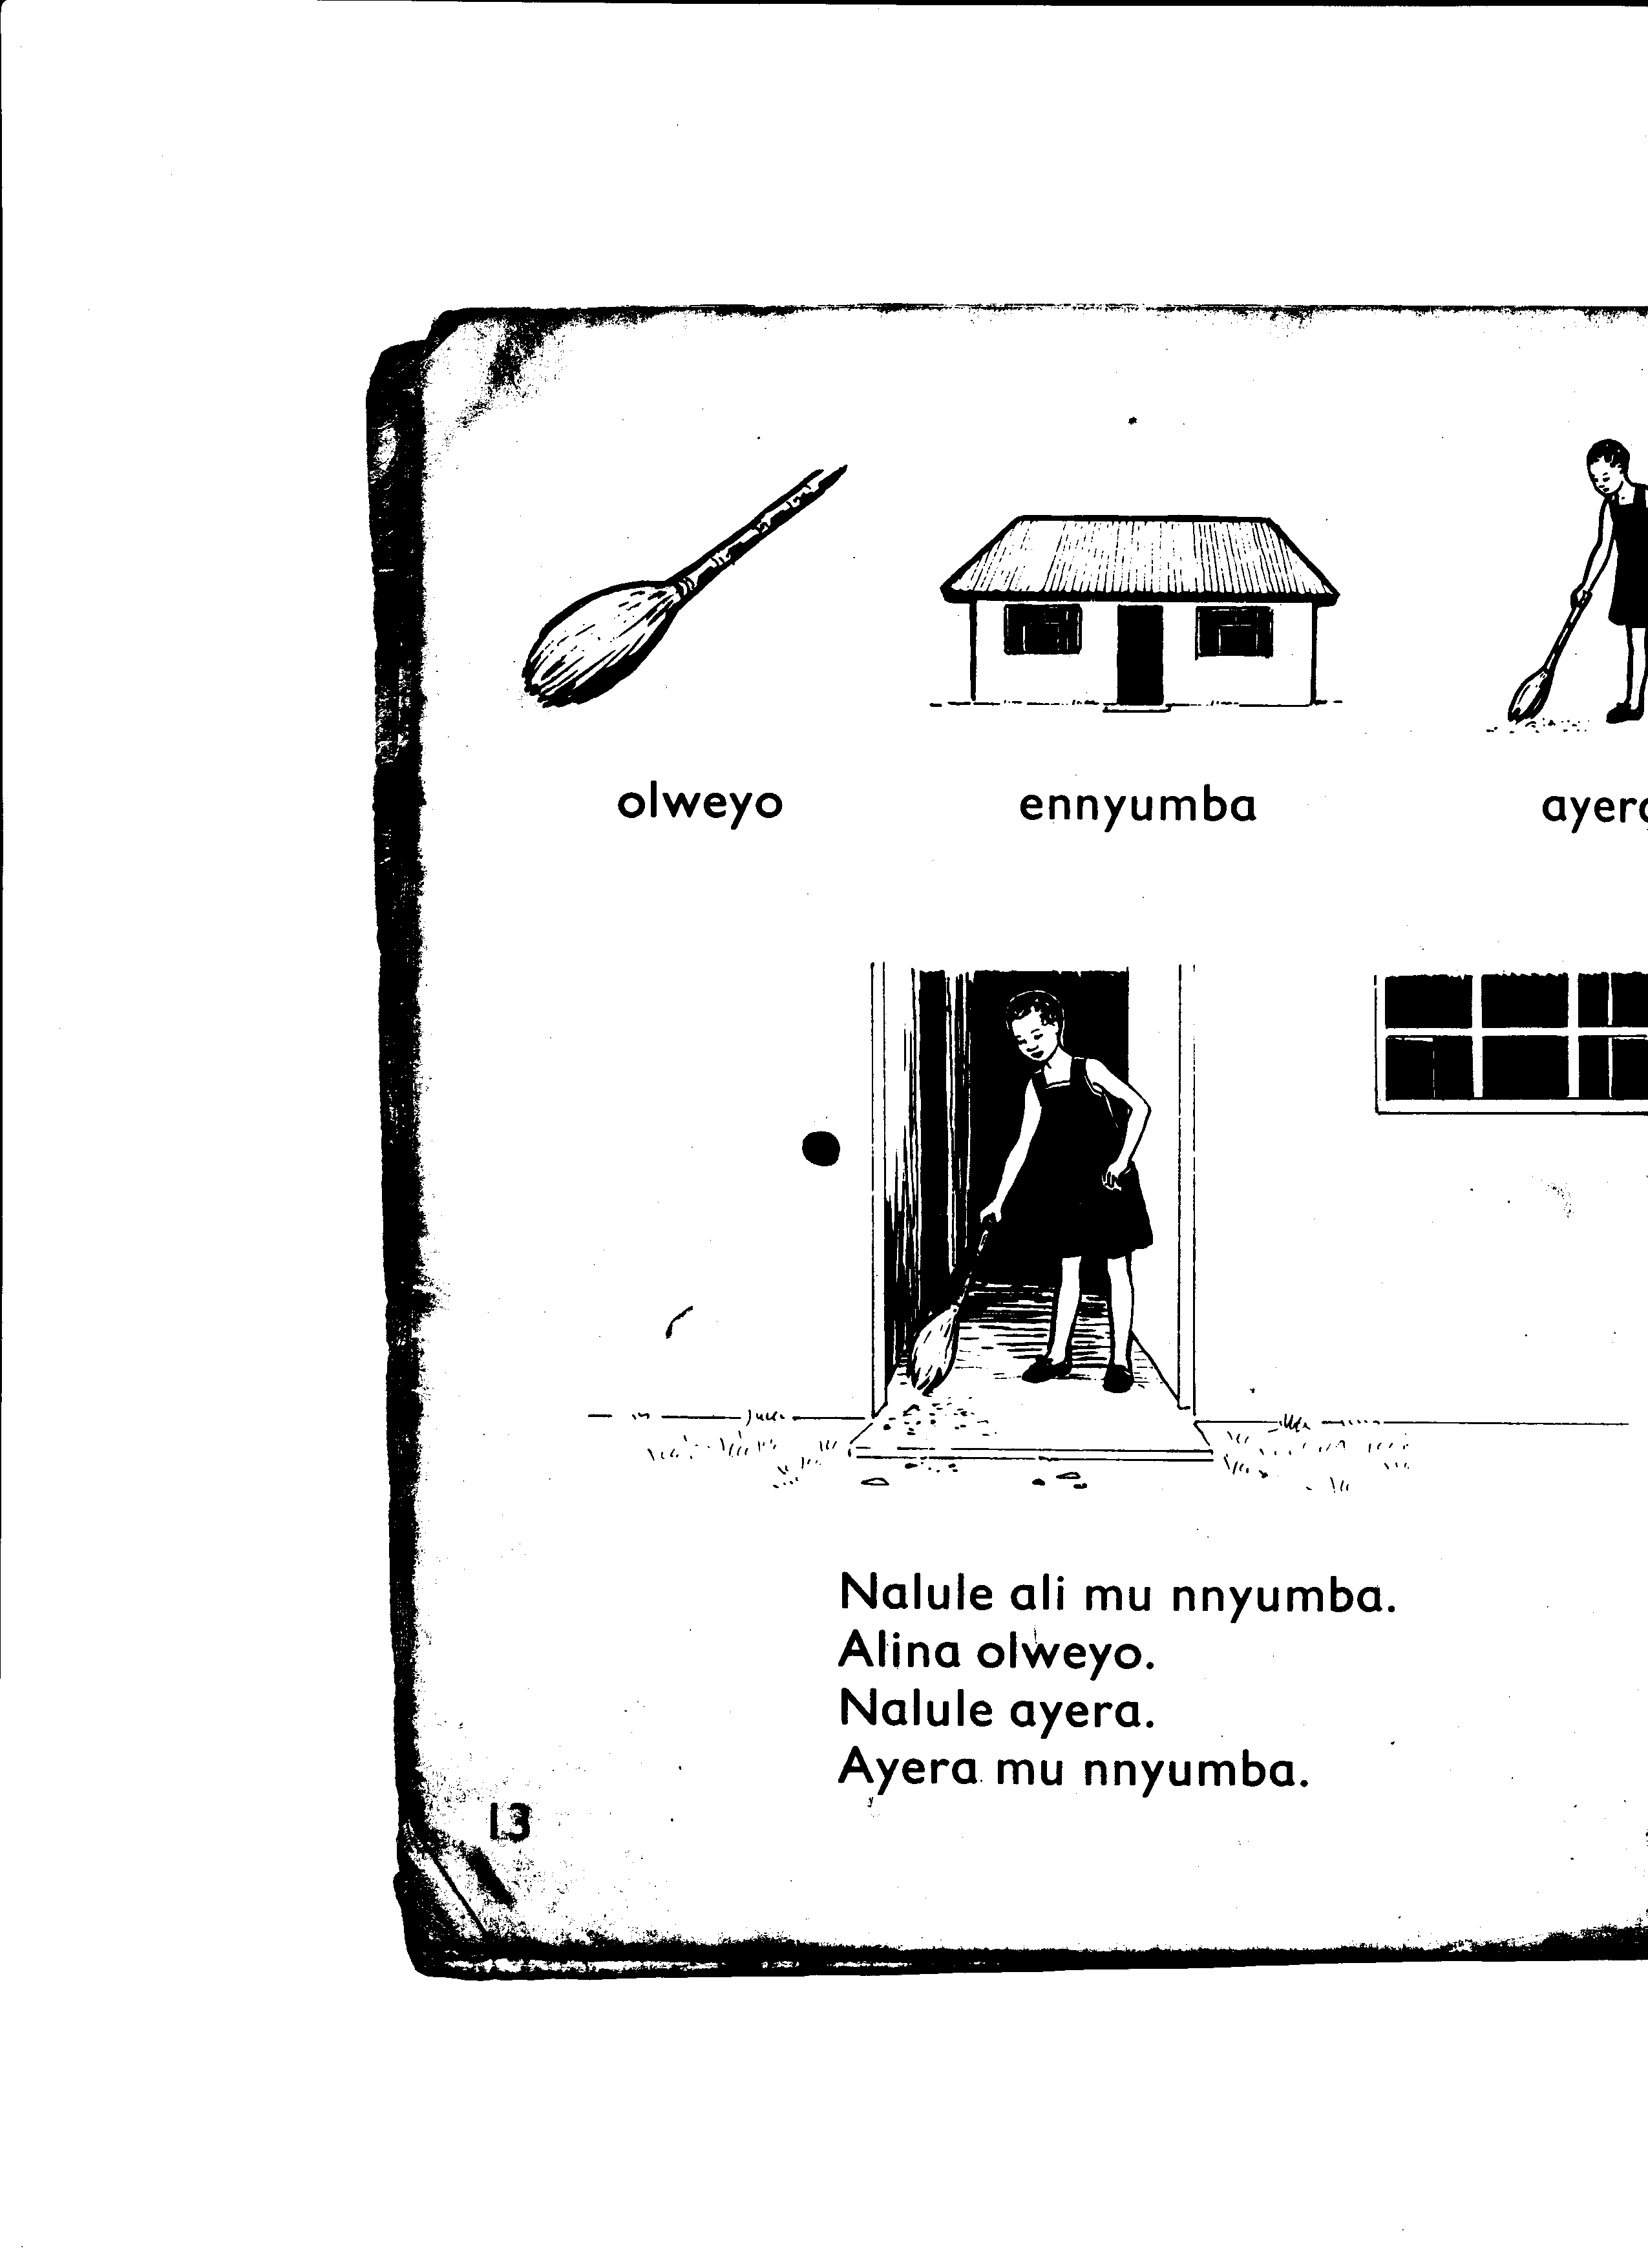 olweyo ennyumba
Nalule ali mu nnyumba.
Alina olweyo.
Nalule ayera.
Ayera mu nnyumba.
13